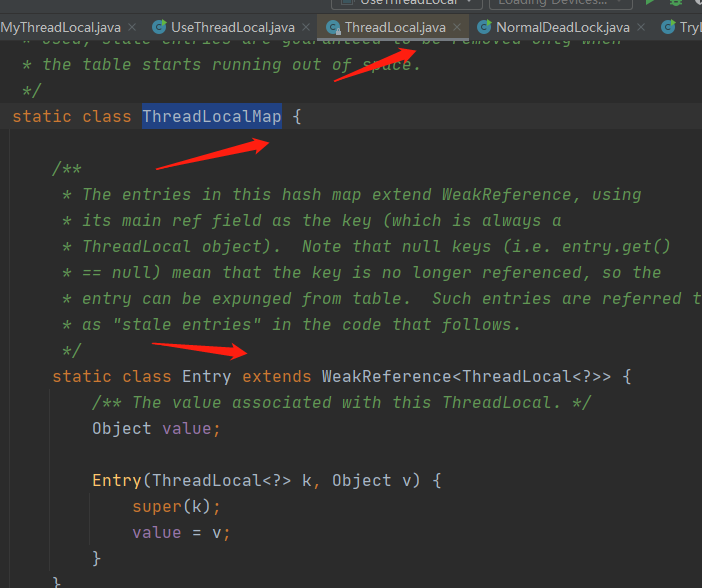 UseThreadLocal
Loading Devices...
MyThreadLocal.java
UseThreadLocal.java
ThreadLocal.java
NormalDeadLock.java
TryL
* used, stale entries are guaranteed to be removed only when
* the table starts running out of space.
*/
static class ThreadLocalMap {
/**
* The entries in this hash map extend WeakReference, using
* its main ref field as the key (which is always a
* ThreadLocal object).  Note that null keys (i.e. entry.get()
* == null) mean that the key is no longer referenced, so the
* entry can be expunged from table.  Such entries are referred t
* as "stale entries" in the code that follows.
*/
static class Entry extends WeakReference<ThreadLocal<?>> {
/** The value associated with this ThreadLocal. */
Object value;
Entry(ThreadLocal<?> k, Object v) {
super(k);
value = v;
}
}